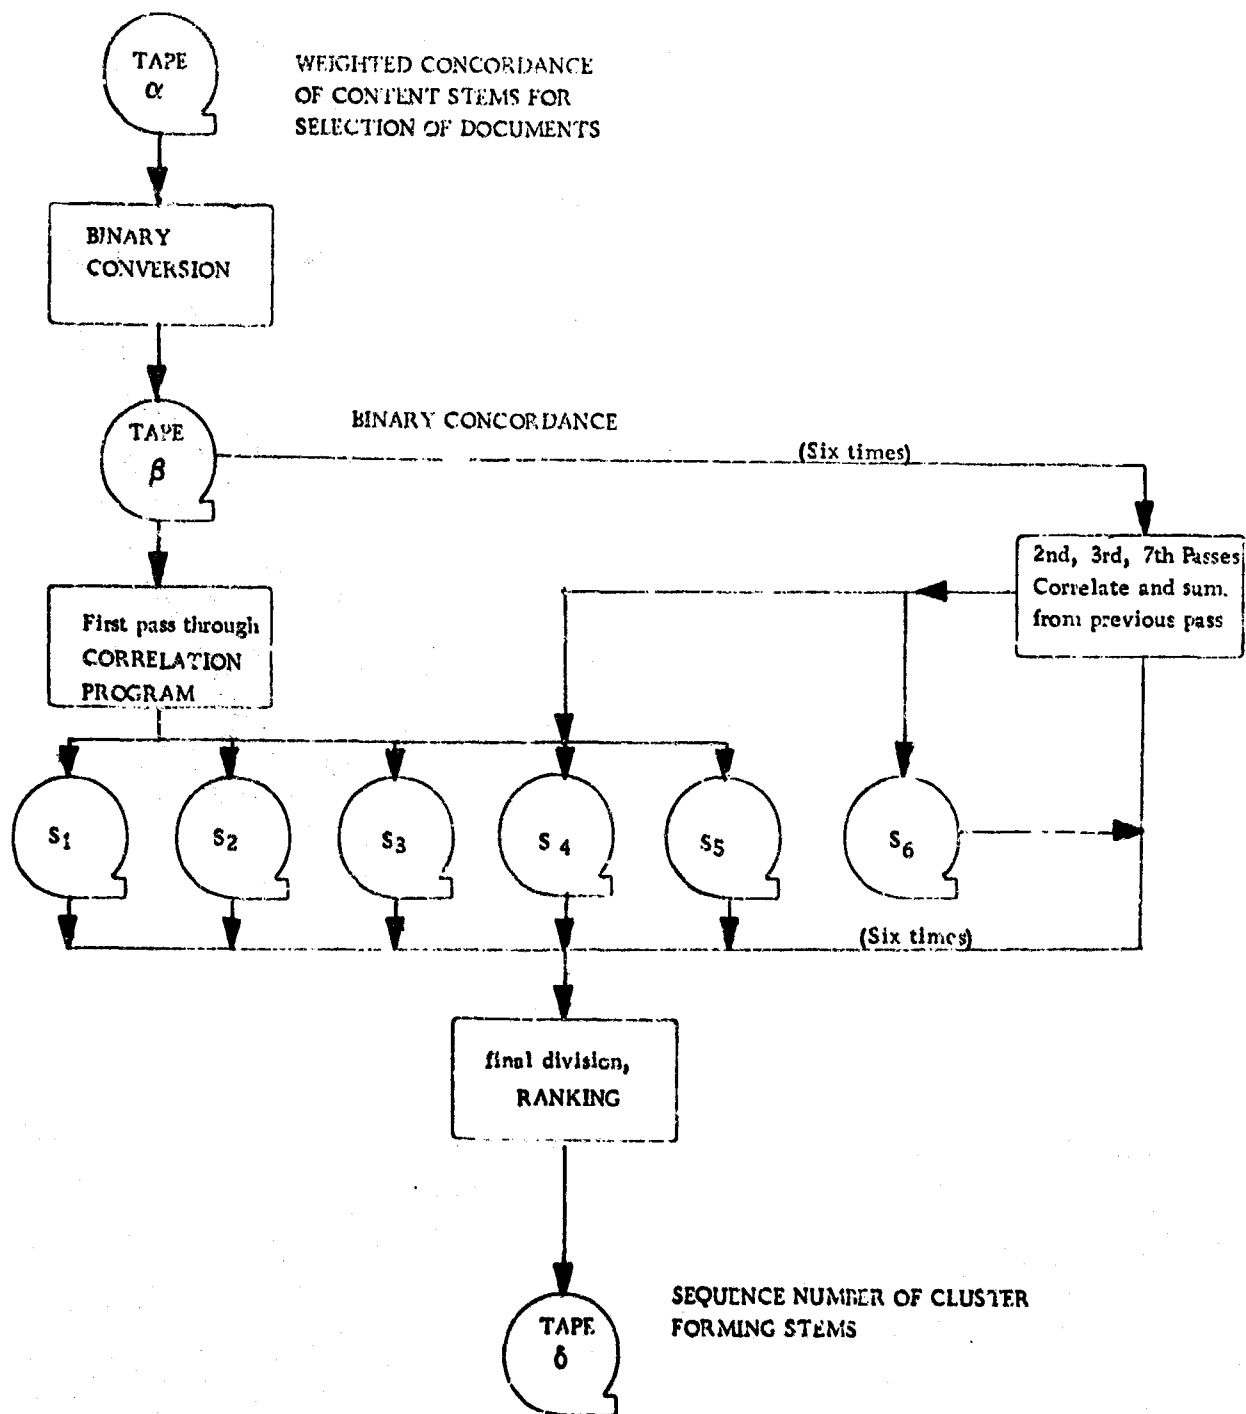 TAPE
α
WEIGHTED CONCORDANCE
OF CONTENT STEMS FOR
SELECTION OF DOCUMENTS
BINARY
CONVERSION
TAPE
β
BINARY CONCORDANCE
(Six times)
2nd, 3rd, 7th Passes
Correlate and sum.
from previous pass
First pass through
CORRELATION
PROGRAM
S1
S2
S3
S4
S5
S6
(Six times)
final division,
RANKING
TAPE
δ
SEQUENCE NUMBER OF CLUSTER
FORMING STEMS